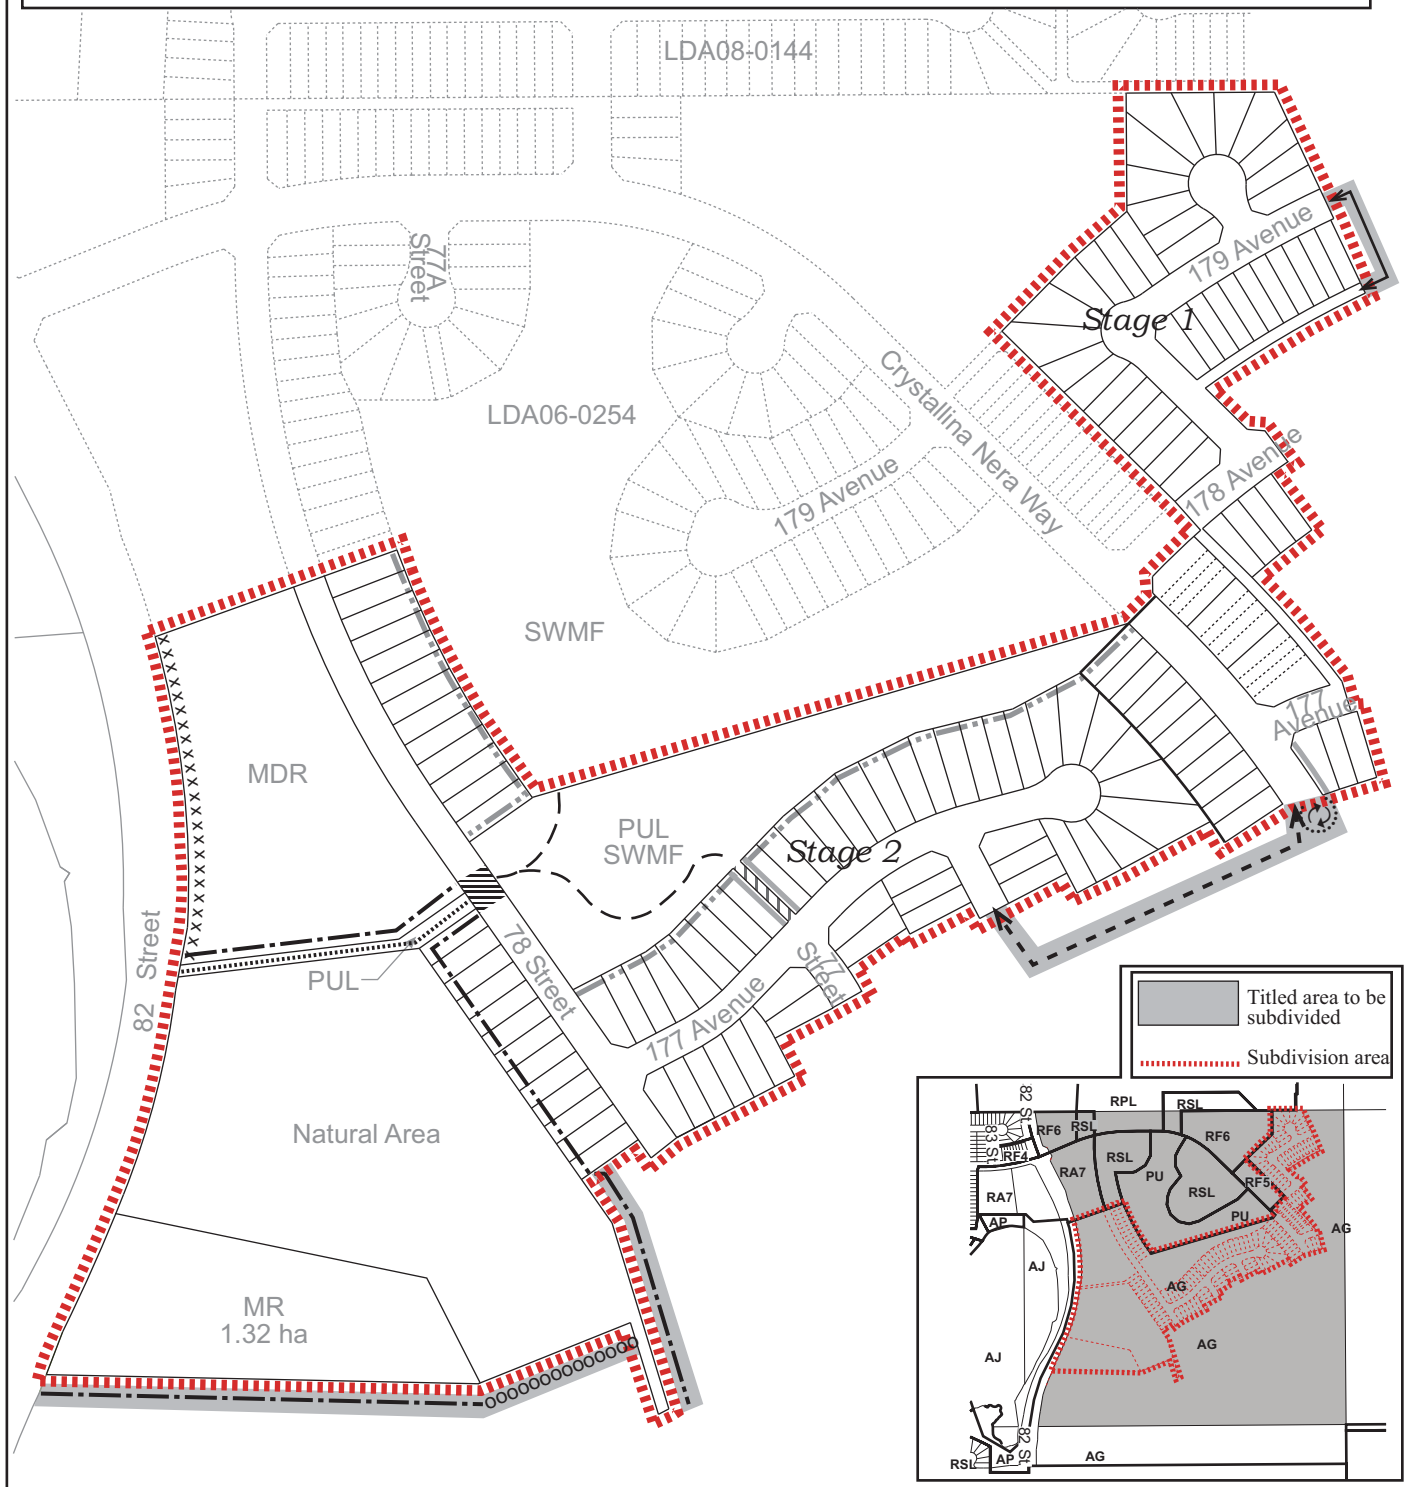 LDA08-0144
77A
Street
179 Avenue
Stage 1
LDA06-0254
Crystallina Nera Way
179 Avenue
178 Avenue
SWMF
177
Avenue
MDR
PUL
SWMF
Stage 2
82 Street
PUL
78 Street
77
Street
177 Avenue
Natural Area
MR
1.32 ha
Titled area to be
subdivided
Subdivision area
82 St
83 St
RPL
RSL
RF6
RSL
RF6
RF4
RSL
RA7
PU
RSL
RF5
RA7
PU
AP
AG
AJ
AG
AG
AJ
82 St
RSL
AP
AG